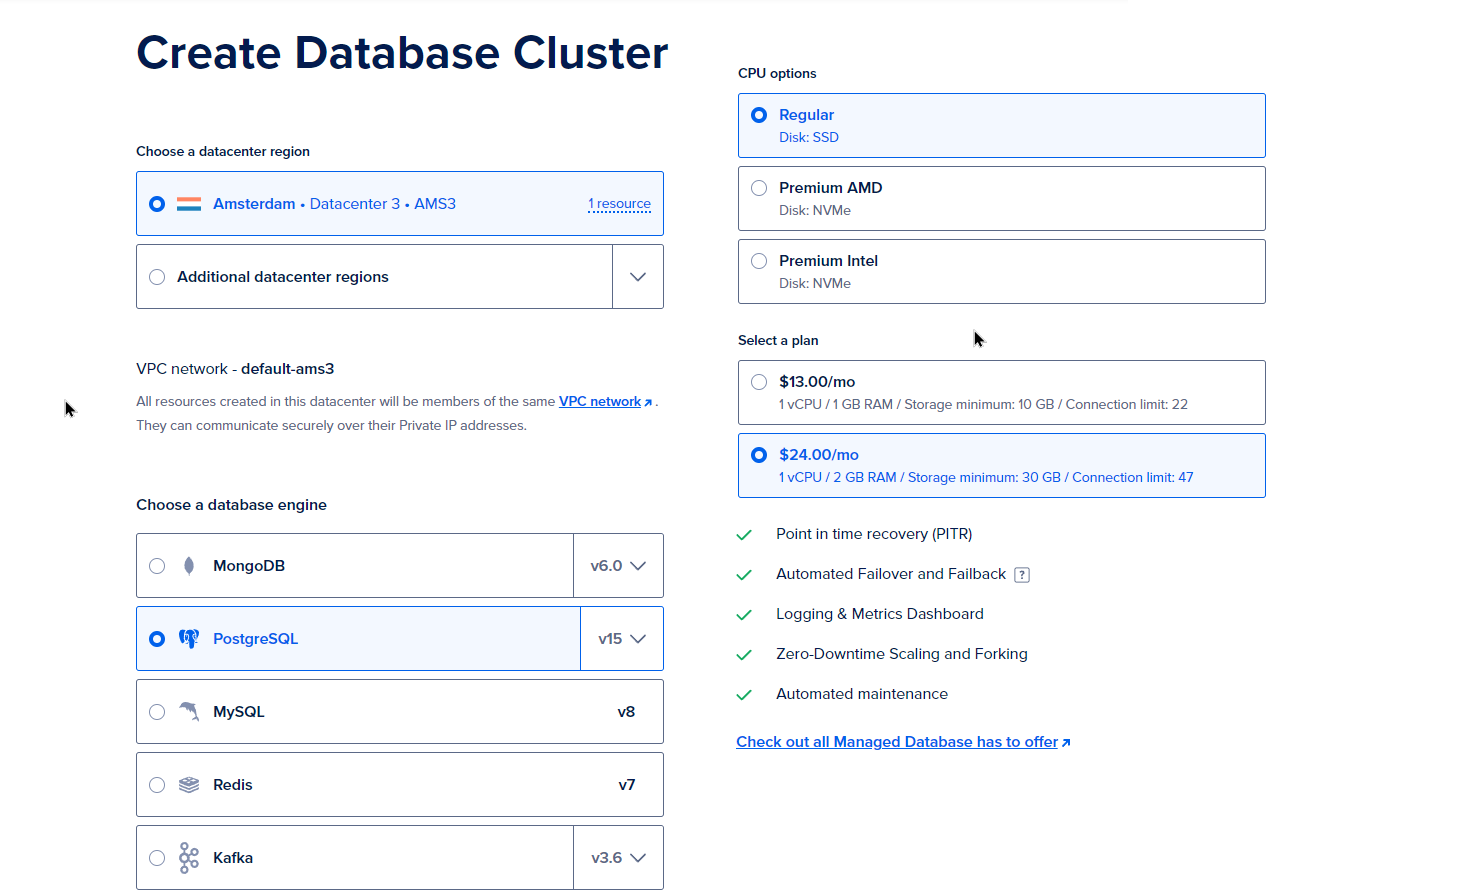 Create Database Cluster
Choose a datacenter region
Amsterdam • Datacenter 3 • AMS3
1 resource
Additional datacenter regions
VPC network - default-ams3
All resources created in this datacenter will be members of the same VPC network .
They can communicate securely over their Private IP addresses.
Choose a database engine
MongoDB
v6.0
PostgreSQL
v15
MySQL
v8
Redis
v7
Kafka
v3.6
CPU options
Regular
Disk: SSD
Premium AMD
Disk: NVMe
Premium Intel
Disk: NVMe
Select a plan
$13.00/mo
1 vCPU / 1 GB RAM / Storage minimum: 10 GB / Connection limit: 22
$24.00/mo
1 vCPU / 2 GB RAM / Storage minimum: 30 GB / Connection limit: 47
Point in time recovery (PITR)
Automated Failover and Failback ?
Logging & Metrics Dashboard
Zero-Downtime Scaling and Forking
Automated maintenance
Check out all Managed Database has to offer